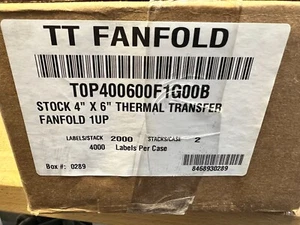 TT FANFOLD
T0P400600F1G00B
STOCK 4" X 6" THERMAL TRANSFER
FANFOLD 1UP
LABELS/STACK 2000 STACKS/CASE 2
4000 Labels Per Case
Box #: 0289
8468930289